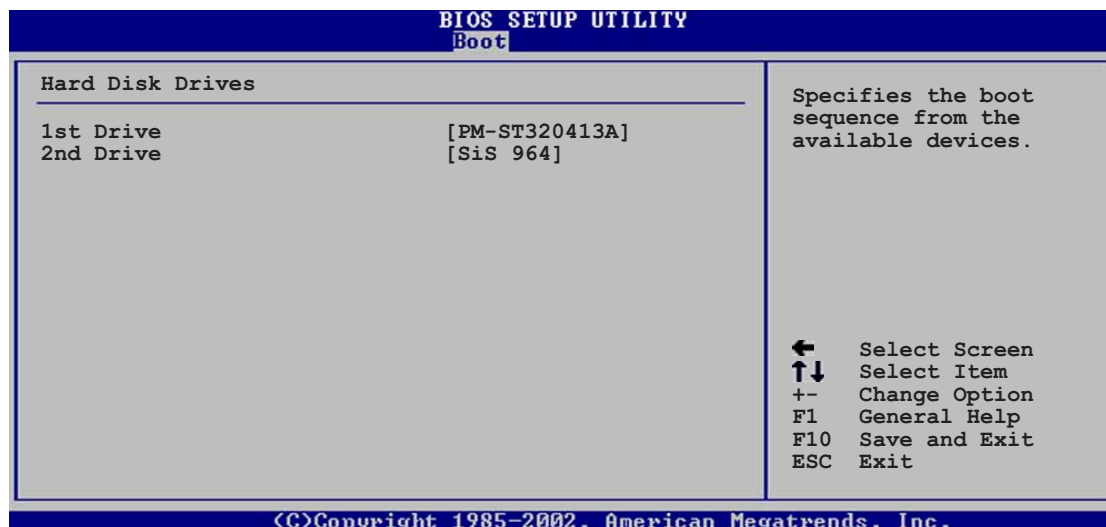 BIOS SETUP UTILITY
Boot
Hard Disk Drives
1st Drive [PM-ST320413A]
2nd Drive [SiS 964]
Specifies the boot
sequence from the
available devices.
← Select Screen
↑↓ Select Item
+- Change Option
F1 General Help
F10 Save and Exit
ESC Exit
(C)Copyright 1985-2002, American Megatrends, Inc.